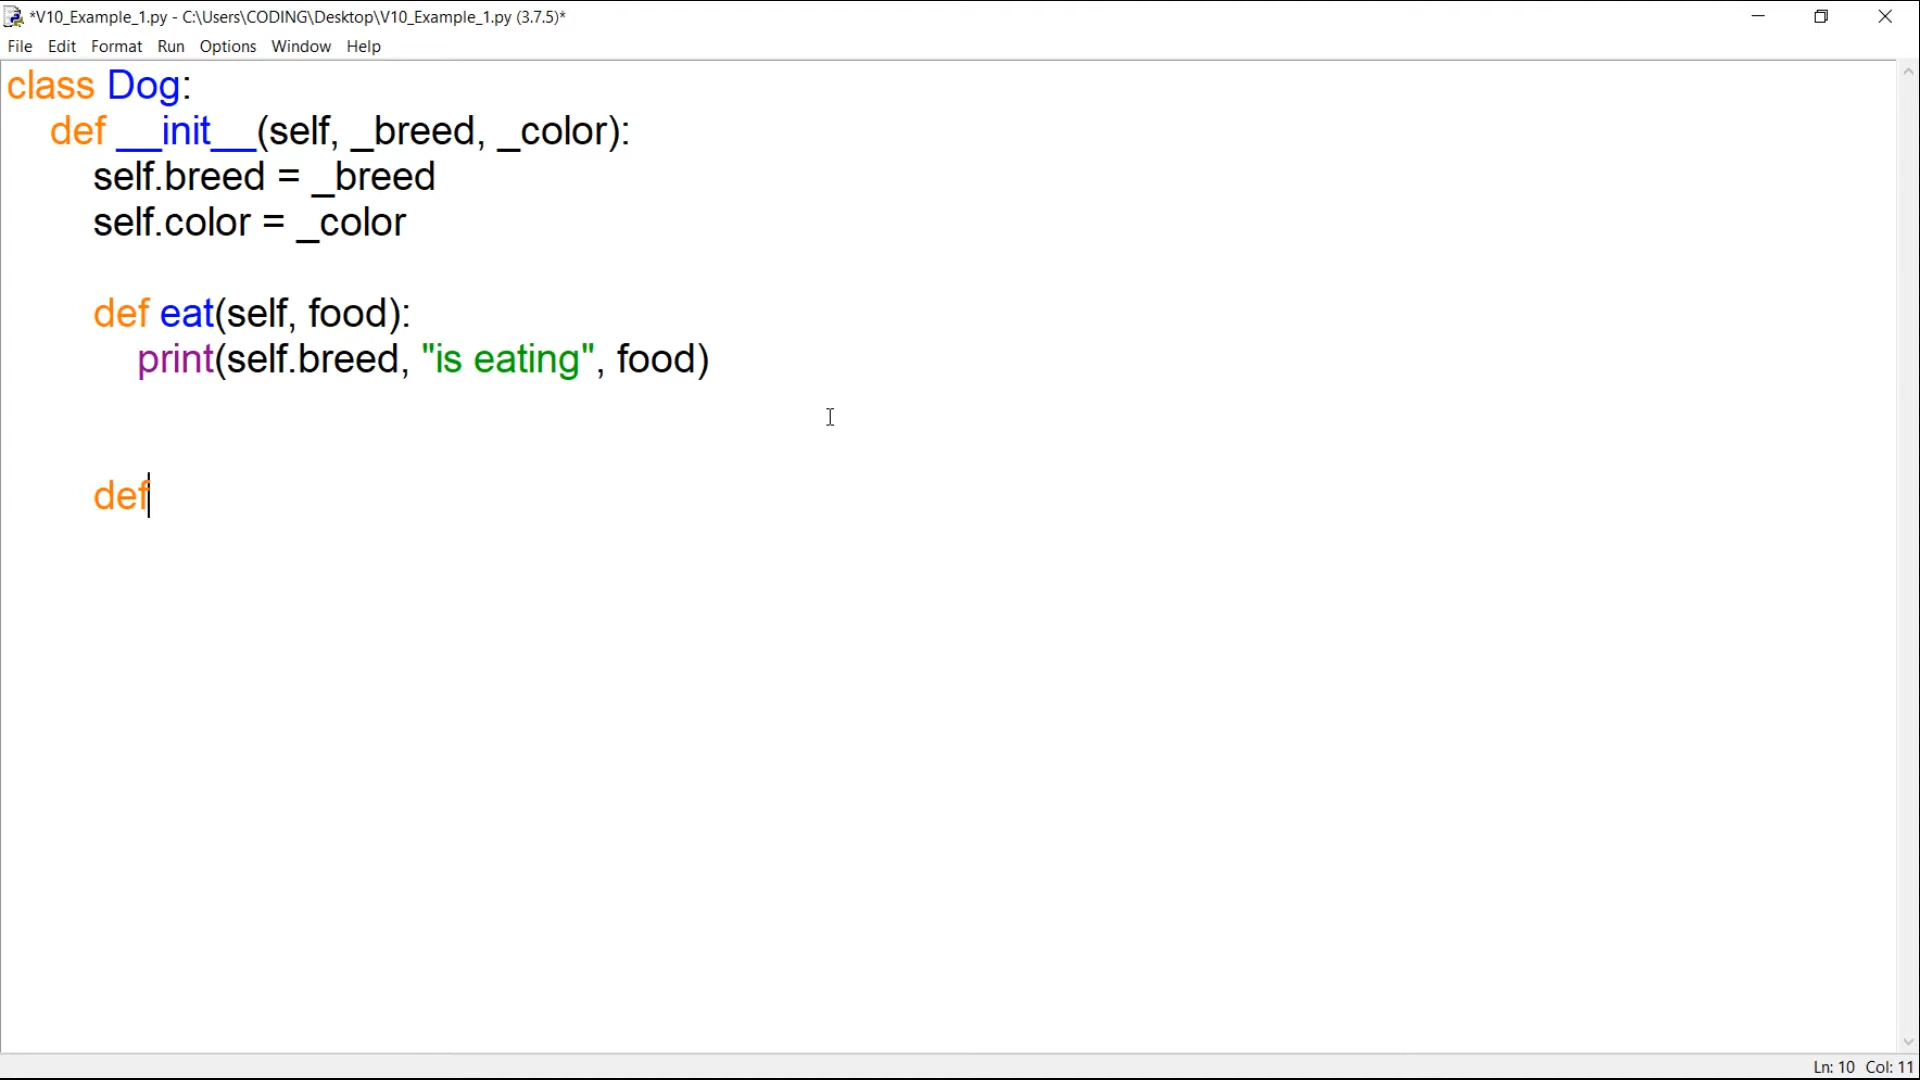 *V10_Example_1.py - C:\Users\CODING\Desktop\V10_Example_1.py (3.7.5)*
File Edit Format Run Options Window Help
class Dog:
    def __init__(self, _breed, _color):
        self.breed = _breed
        self.color = _color

        def eat(self, food):
            print(self.breed, "is eating", food)


        def
Ln: 10 Col: 11